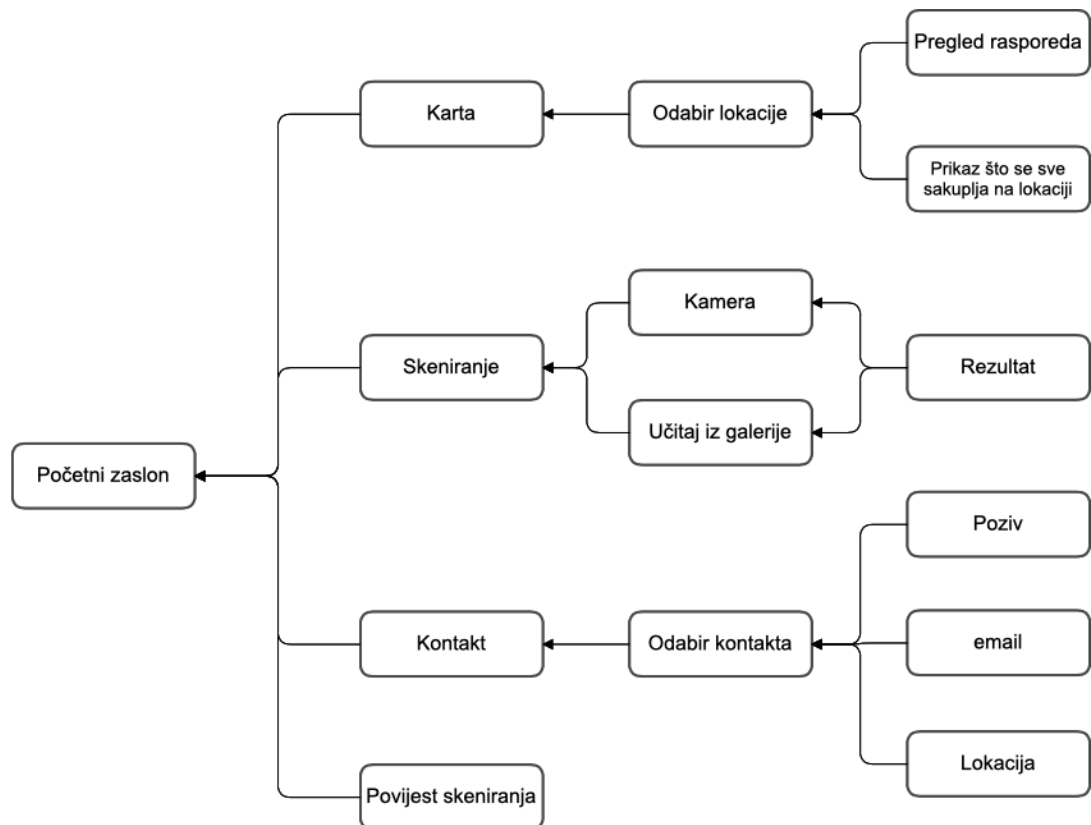 Pregled rasporeda
Karta
Odabir lokacije
Prikaz što se sve
sakuplja na lokaciji
Kamera
Skeniranje
Rezultat
Učitaj iz galerije
Početni zaslon
Poziv
Kontakt
Odabir kontakta
email
Lokacija
Povijest skeniranja